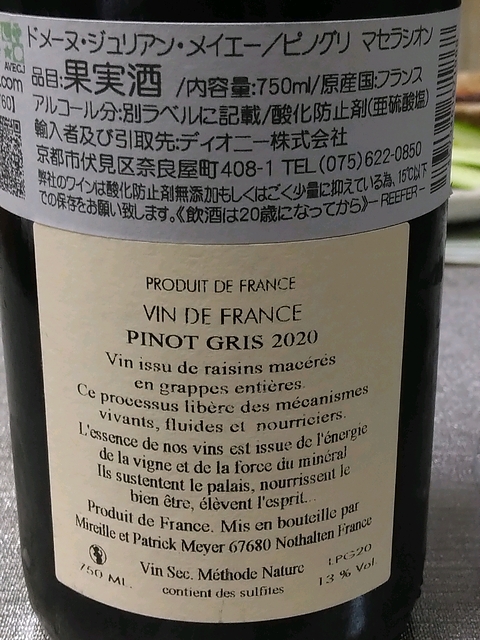 ドメーヌ・ジュリアン・メイエー/ピノグリ マセラシオン
AVECJ
品目:果実酒 /内容量:750ml/原産国:フランス
.com
アルコール分:別ラベルに記載/酸化防止剤(亜硫酸塩)
輸入者及び引取先:ディオニー株式会社
京都市伏見区奈良屋町408-1 TEL(075)622-0850
弊社のワインは酸化防止剤無添加もしくはごく少量に抑えている為、15℃以下
での保存をお願い致します。《飲酒は20歳になってから》ーREEFERー
PRODUIT DE FRANCE
VIN DE FRANCE
PINOT GRIS 2020
Vin issu de raisins macérés
en grappes entières.
Ce processus libère des mécanismes
vivants, fluides et nourriciers.
L'essence de nos vins est issue de l'énergie
de la vigne et de la force du minéral
Ils sustentent le palais, nourrissent le
bien être, élèvent l'esprit...
Produit de France. Mis en bouteille par
Mireille et Patrick Meyer 67680 Nothalten France
750 ML. Vin Sec. Méthode Nature LPG20
contient des sulfites 13 % Vol.